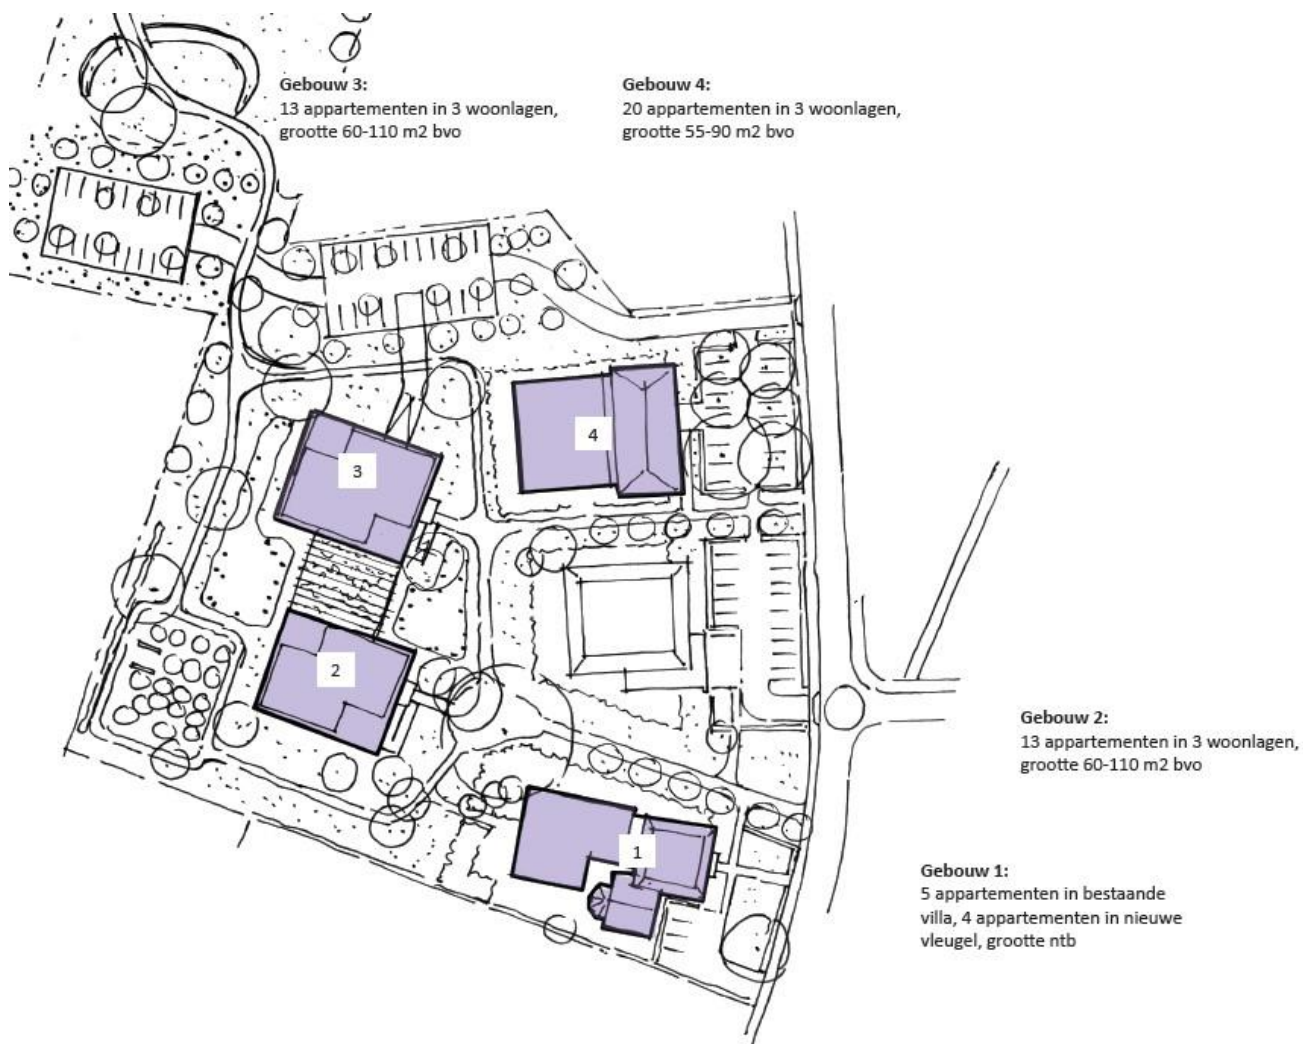 Gebouw 3:
13 appartementen in 3 woonlagen,
grootte 60-110 m2 bvo
Gebouw 4:
20 appartementen in 3 woonlagen,
grootte 55-90 m2 bvo
4
3
2
Gebouw 2:
13 appartementen in 3 woonlagen,
grootte 60-110 m2 bvo
1
Gebouw 1:
5 appartementen in bestaande
villa, 4 appartementen in nieuwe
vleugel, grootte ntb